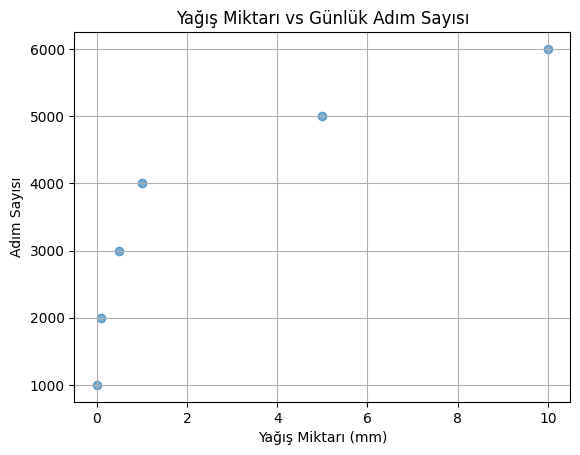 Yağış Miktarı vs Günlük Adım Sayısı
6000
5000
4000
3000
2000
1000
Adım Sayısı
0 2 4 6 8 10
Yağış Miktarı (mm)